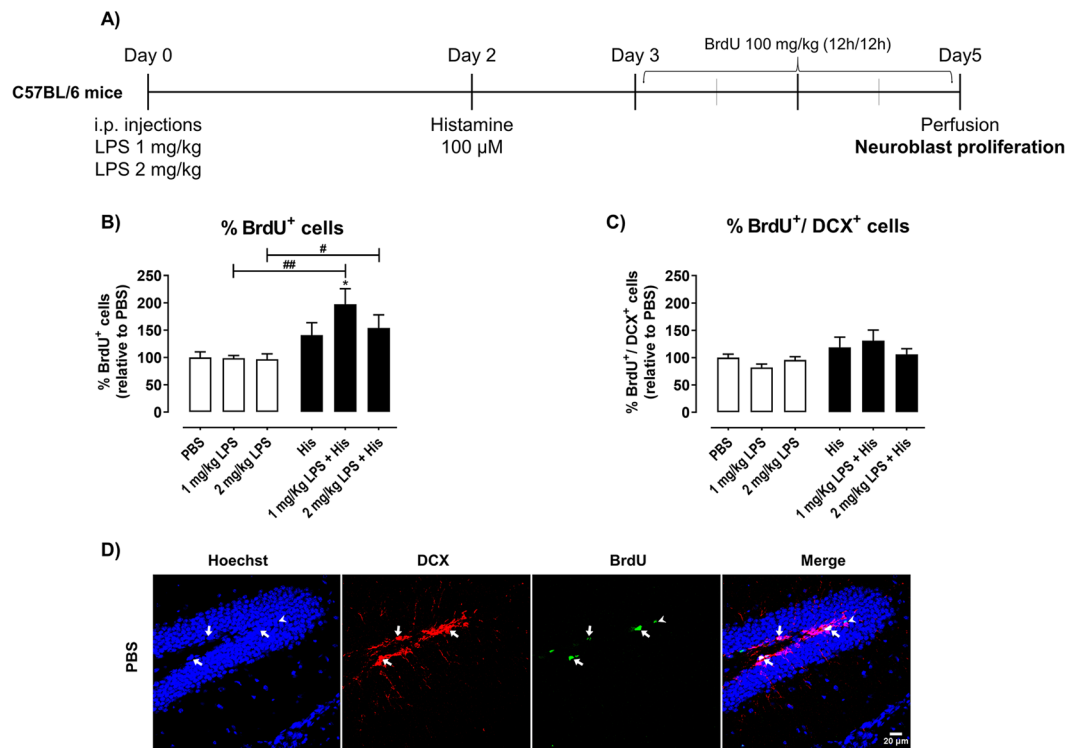 A)
BrdU 100 mg/kg (12h/12h)
Day 0 Day 2 Day 3 Day5
C57BL/6 mice
i.p. injections Histamine Perfusion
LPS 1 mg/kg 100 µM Neuroblast proliferation
LPS 2 mg/kg
B)
% BrdU+ cells
#
##
*
% BrdU+ cells
(relative to PBS)
250
200
150
100
50
0
PBS
1 mg/kg LPS
2 mg/kg LPS
His
1 mg/Kg LPS + His
2 mg/kg LPS + His
C)
% BrdU+/ DCX+ cells
% BrdU+/ DCX+ cells
(relative to PBS)
250
200
150
100
50
0
PBS
1 mg/kg LPS
2 mg/kg LPS
His
1 mg/Kg LPS + His
2 mg/kg LPS + His
D)
Hoechst DCX BrdU Merge
PBS
20 µm